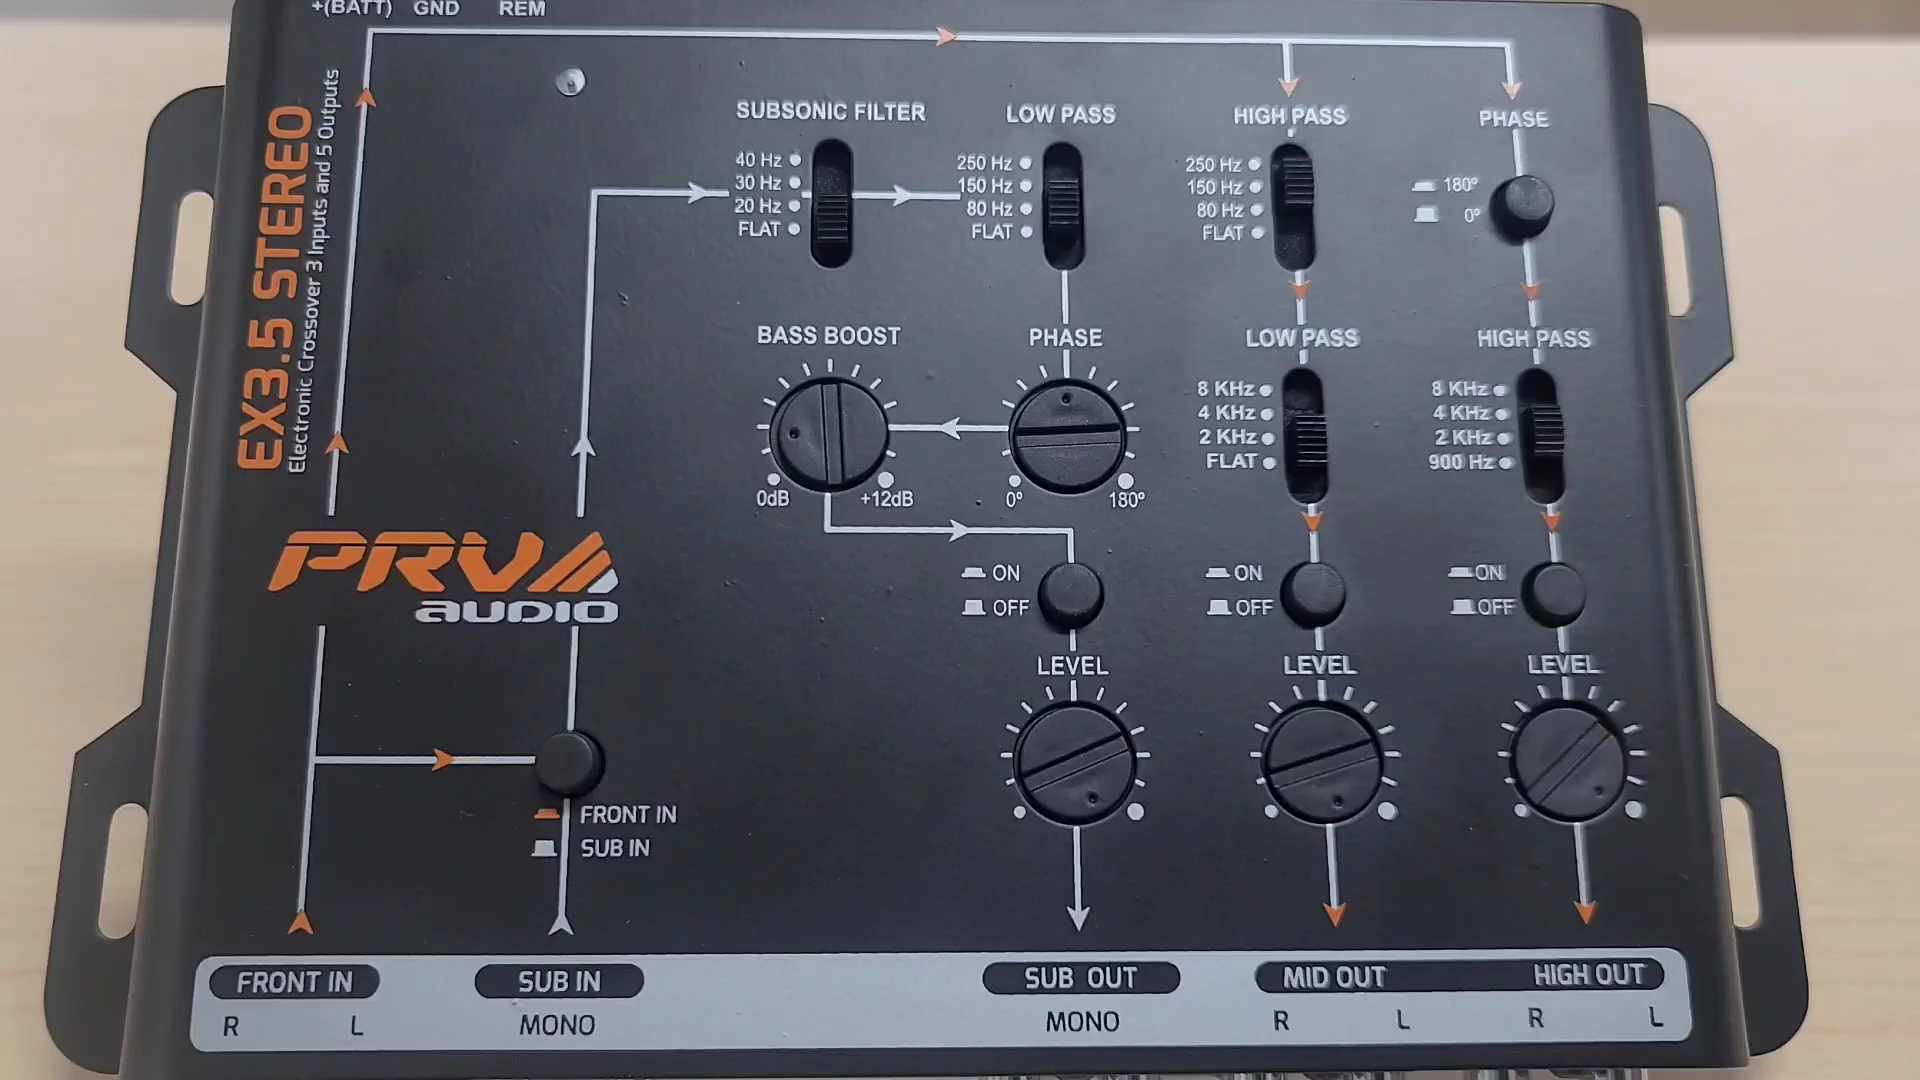 +(BATT) GND REM
EX3.5 STEREO
Electronic Crossover 3 Inputs and 5 Outputs
SUBSONIC FILTER
40 Hz
30 Hz
20 Hz
FLAT
LOW PASS
250 Hz
150 Hz
80 Hz
FLAT
HIGH PASS
250 Hz
150 Hz
80 Hz
FLAT
PHASE
180º
0º
BASS BOOST
0dB +12dB
PHASE
0º 180º
LOW PASS
8 KHz
4 KHz
2 KHz
FLAT
HIGH PASS
8 KHz
4 KHz
2 KHz
900 Hz
PRV
AUDIO
ON
OFF
ON
OFF
ON
OFF
LEVEL
LEVEL
LEVEL
FRONT IN
SUB IN
FRONT IN
R L
SUB IN
MONO
SUB OUT
MONO
MID OUT
R L
HIGH OUT
R L